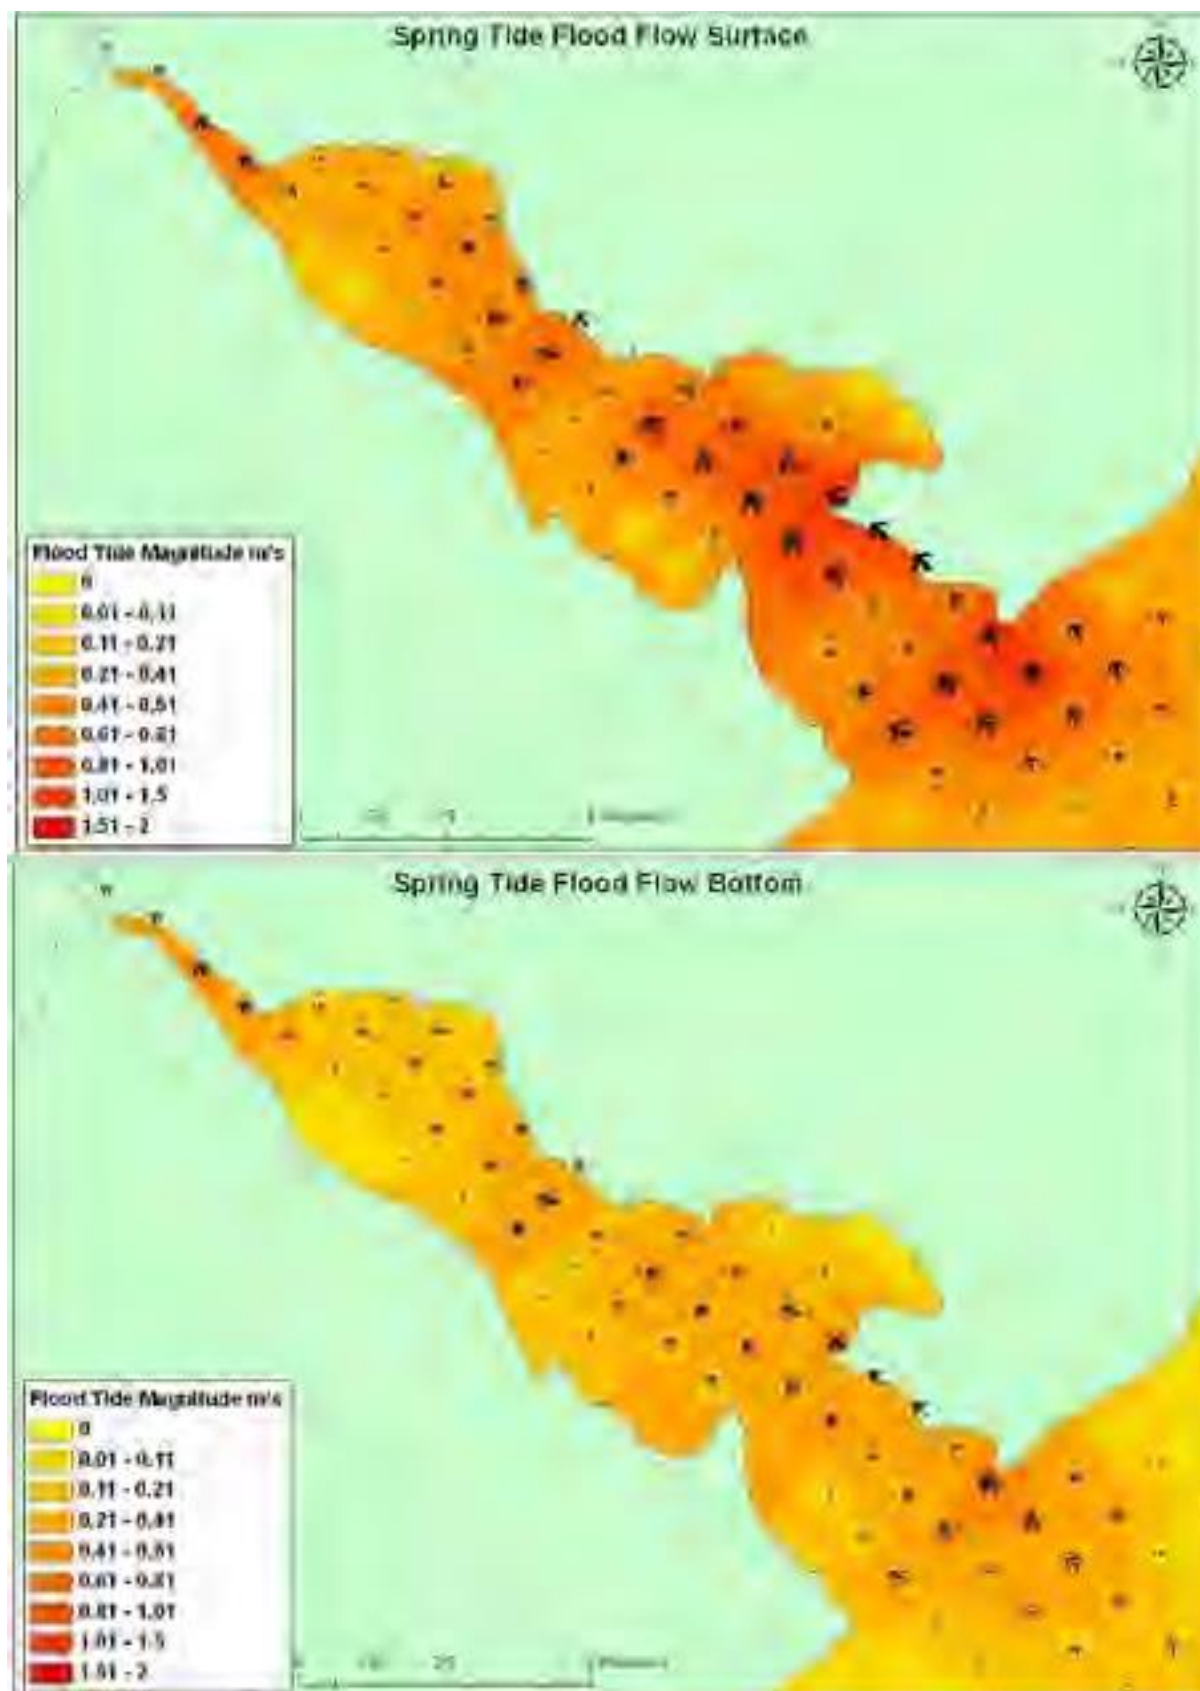 Spring Tide Flood Flow Surface
Flood Tide Magnitude m/s
0
0.01 - 0.11
0.11 - 0.21
0.21 - 0.41
0.41 - 0.51
0.61 - 0.81
0.81 - 1.01
1.01 - 1.5
1.51 - 2
Spring Tide Flood Flow Bottom
Flood Tide Magnitude m/s
0
0.01 - 0.11
0.11 - 0.21
0.21 - 0.41
0.41 - 0.51
0.61 - 0.81
0.81 - 1.01
1.01 - 1.5
1.51 - 2